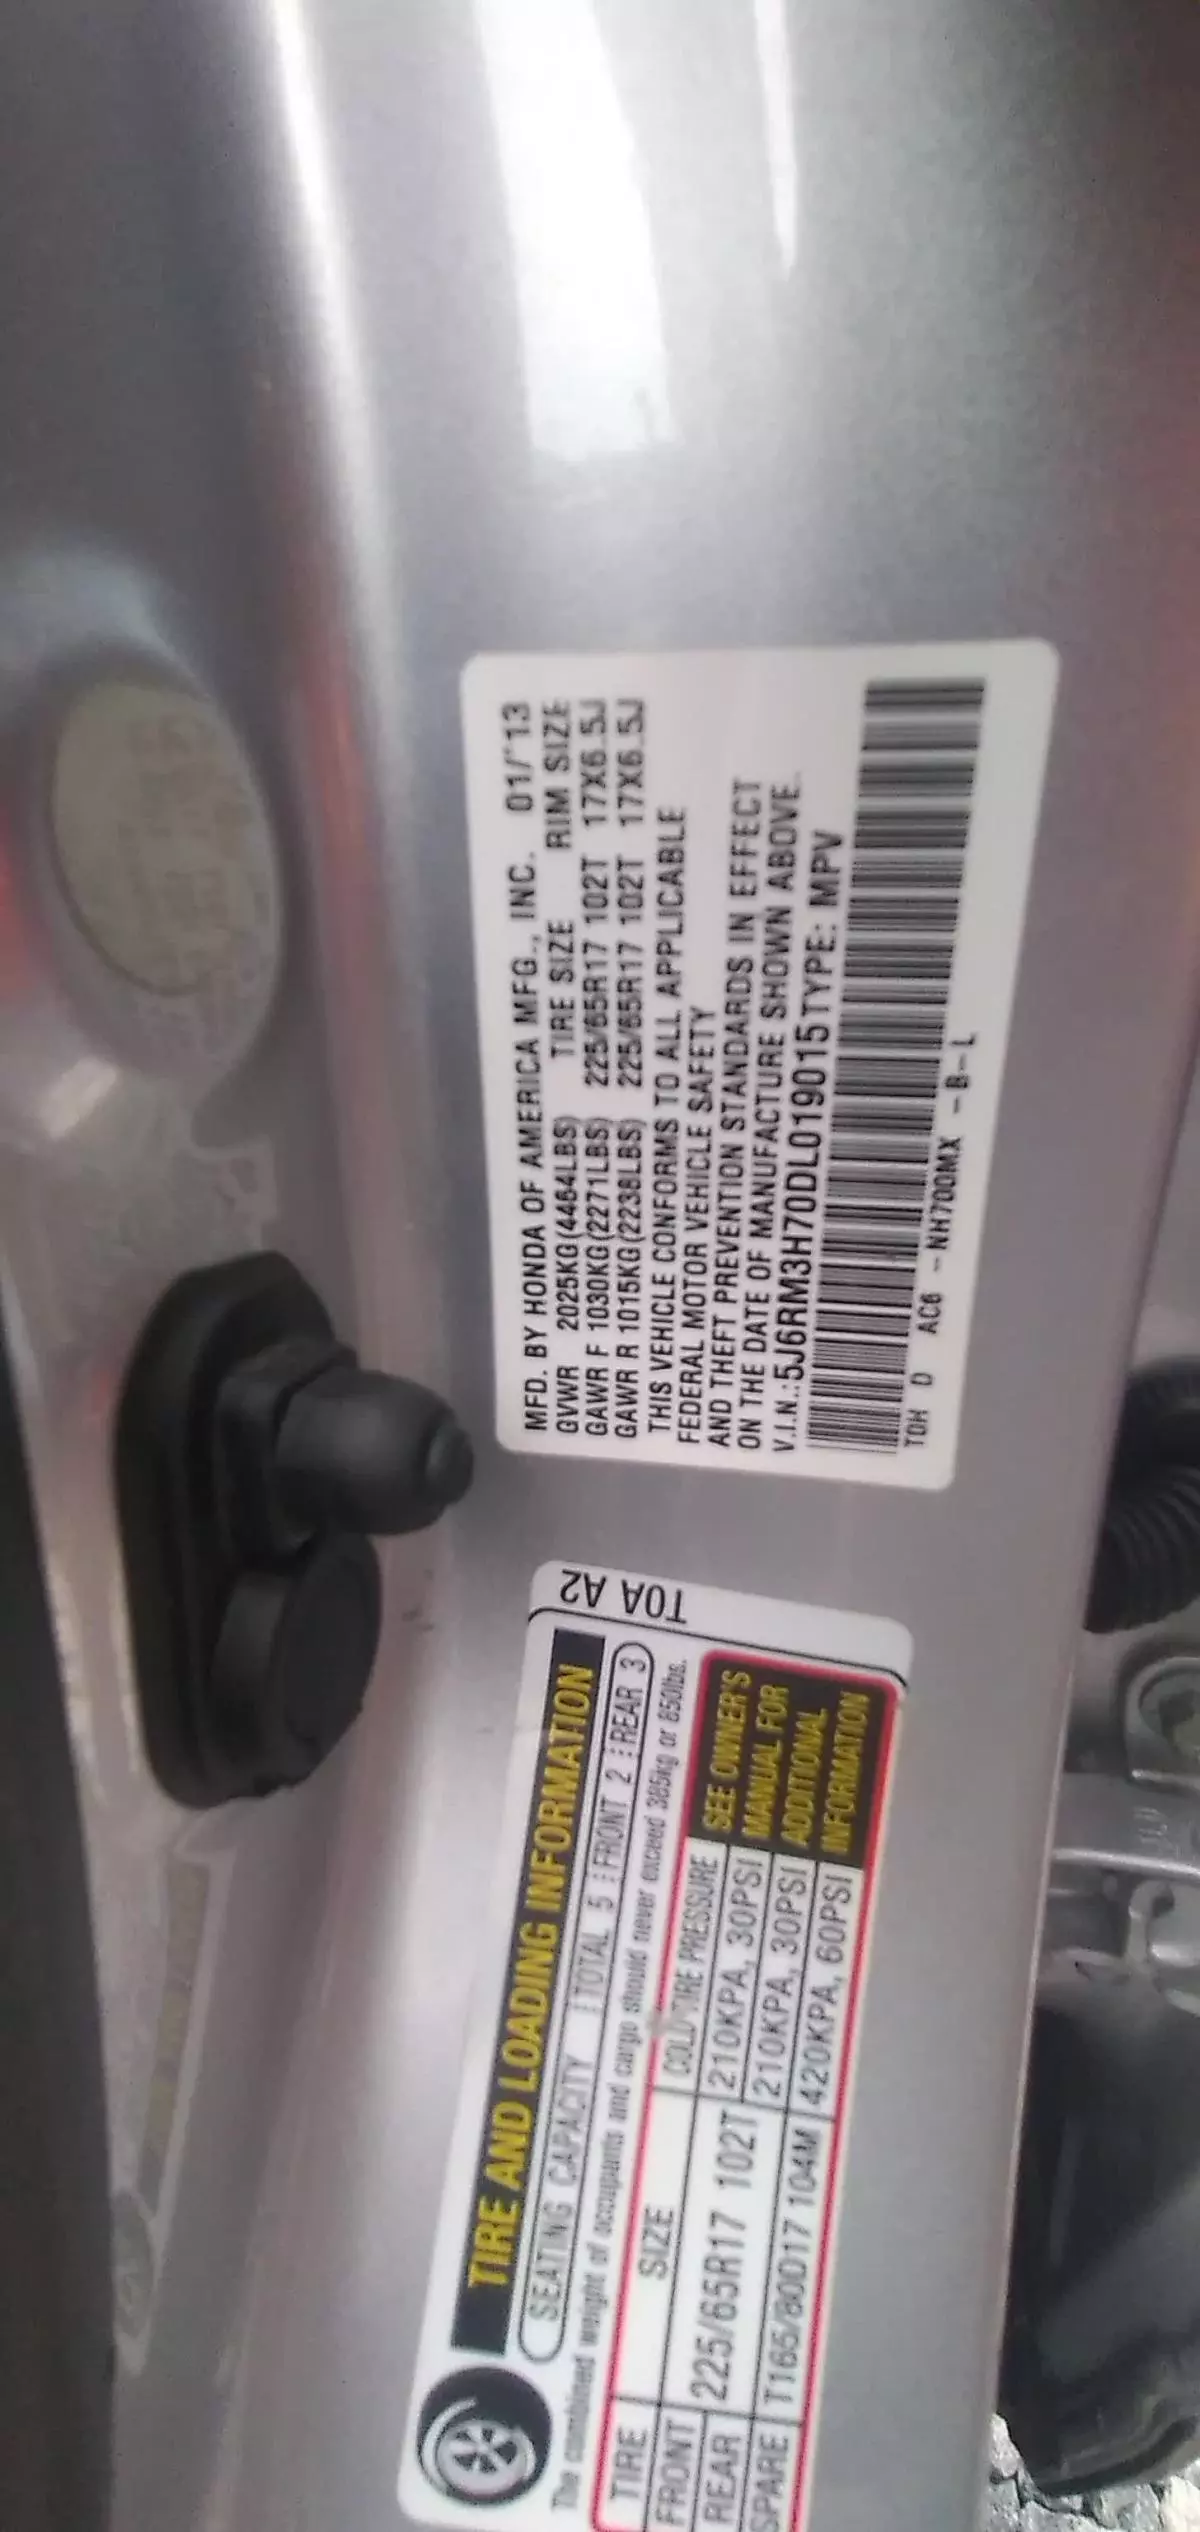 MFD. BY HONDA OF AMERICA MFG., INC. 01/13
GVWR 2025KG(4464LBS) TIRE SIZE RIM SIZE
GAWR F 1030KG(2271LBS) 225/65R17 102T 17X6.5J
GAWR R 1015KG(2238LBS) 225/65R17 102T 17X6.5J
THIS VEHICLE CONFORMS TO ALL APPLICABLE
FEDERAL MOTOR VEHICLE SAFETY
AND THEFT PREVENTION STANDARDS IN EFFECT
ON THE DATE OF MANUFACTURE SHOWN ABOVE.
V.I.N.:5J6RM3H70DL019015TYPE: MPV
TOH D AC6 -NH700MX -B-L
TIRE AND LOADING INFORMATION
SEATING CAPACITY TOTAL 5 FRONT 2 REAR 3
The combined weight of occupants and cargo should never exceed 385kg or 850lbs.
TIRE SIZE COLD TIRE PRESSURE
FRONT 225/65R17 102T 210KPA, 30PSI
REAR 210KPA, 30PSI
SPARE T165/80D17 104M 420KPA, 60PSI
SEE OWNER'S
MANUAL FOR
ADDITIONAL
INFORMATION
T0A A2